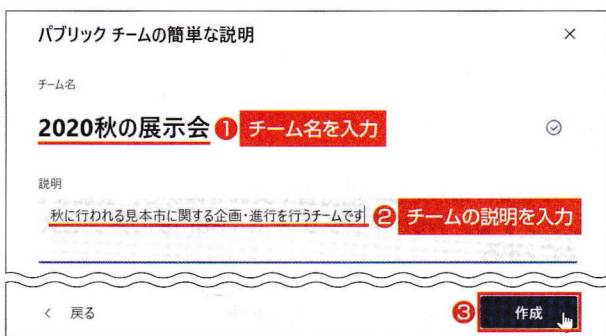 パブリック チームの簡単な説明 ×
チーム名
2020秋の展示会 ❶ チーム名を入力
説明
秋に行われる見本市に関する企画・進行を行うチームです ❷ チームの説明を入力
< 戻る ❸ 作成